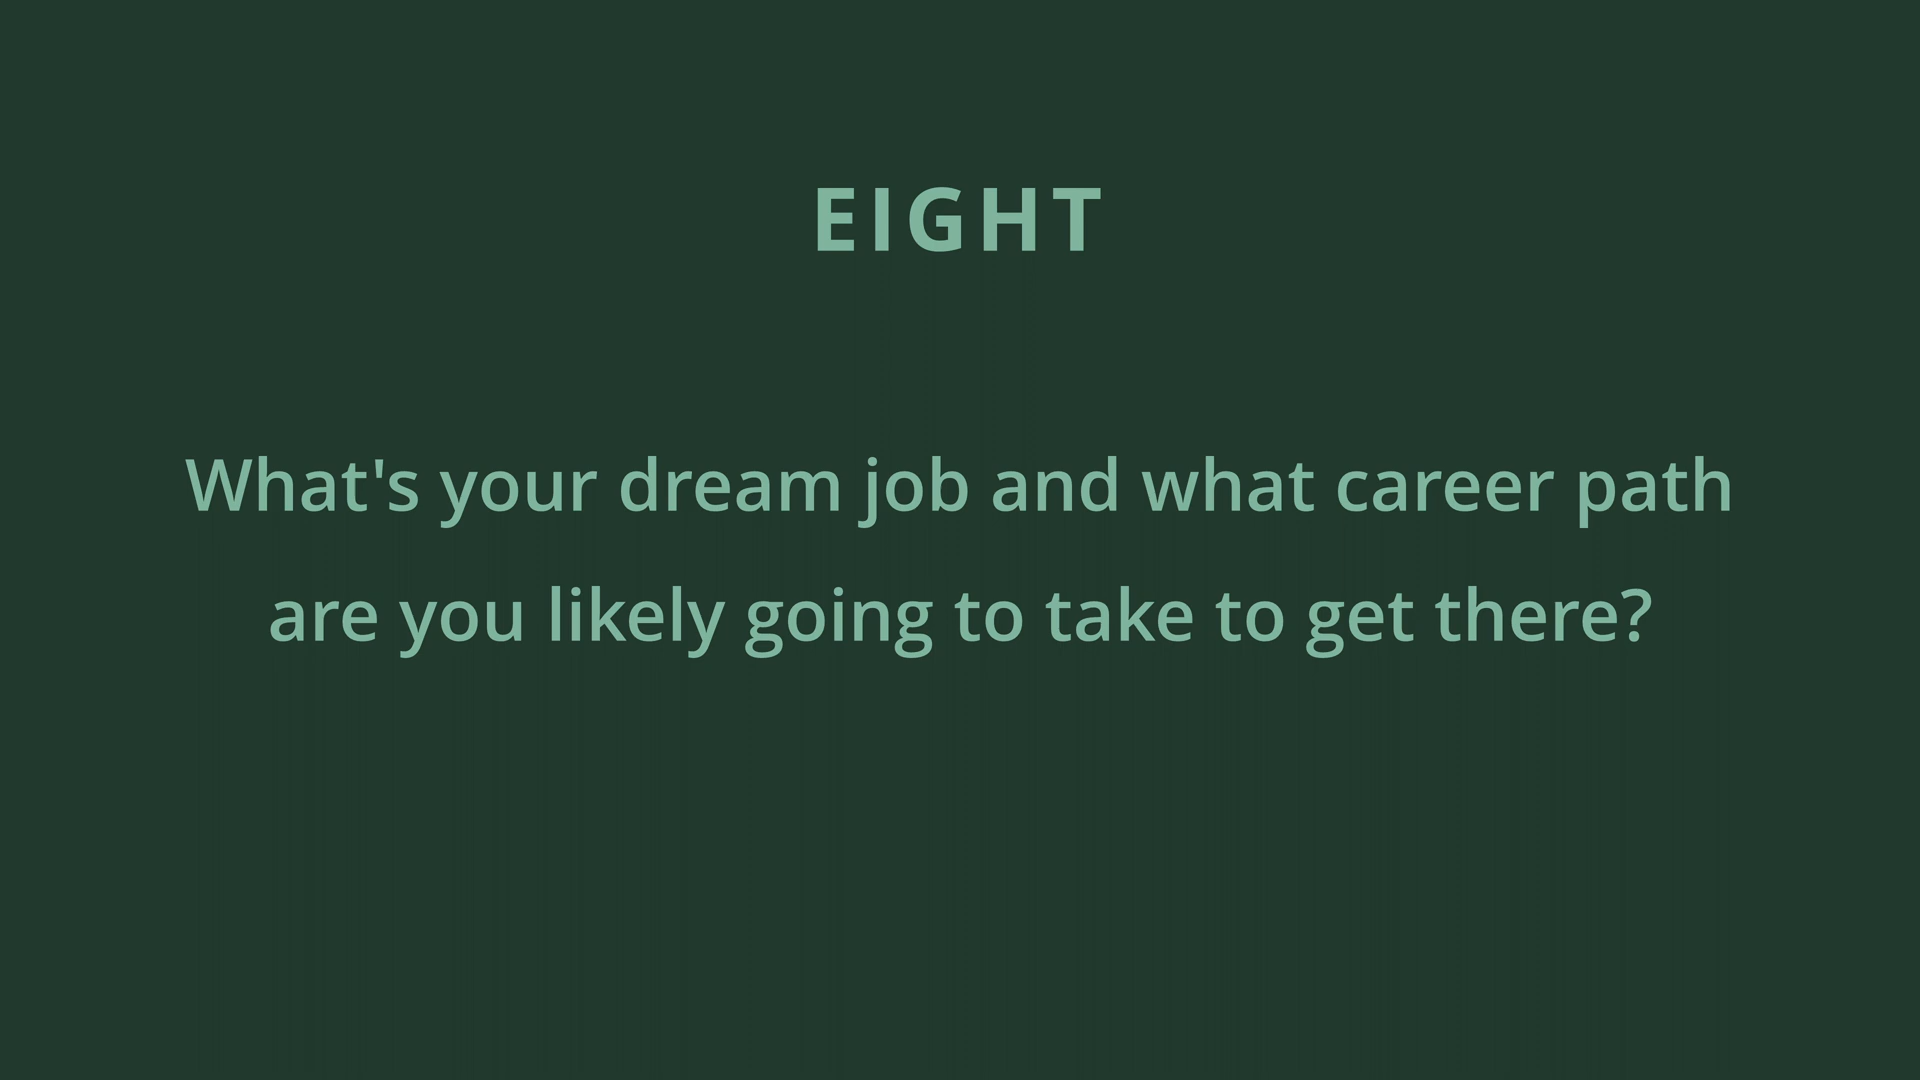 EIGHT
What's your dream job and what career path
are you likely going to take to get there?